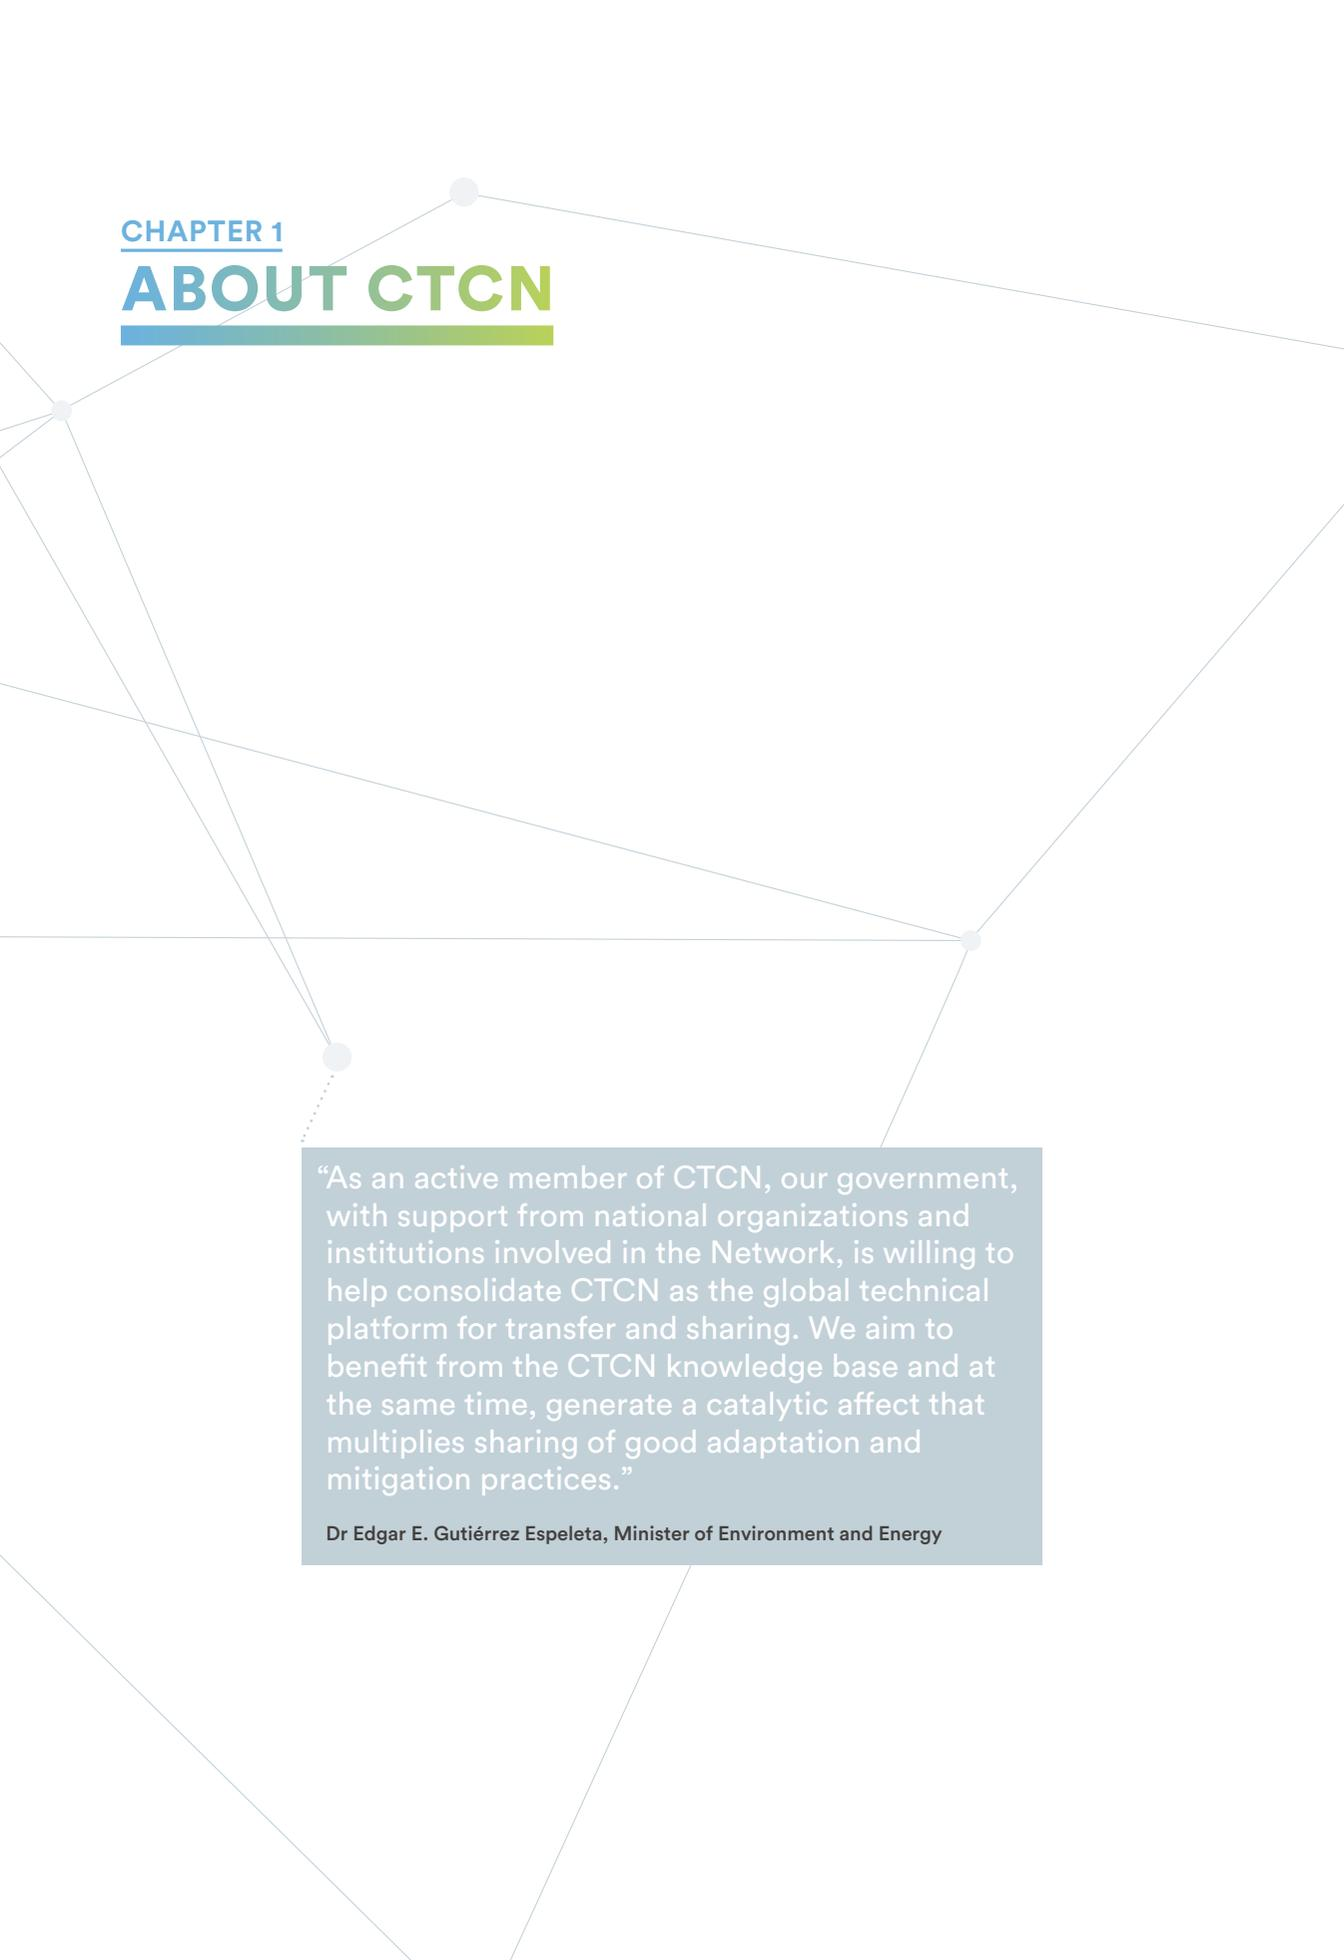 CHAPTER 1
ABOUT CTCN
“As an active member of CTCN, our government,
with support from national organizations and
institutions involved in the Network, is willing to
help consolidate CTCN as the global technical
platform for transfer and sharing. We aim to
benefit from the CTCN knowledge base and at
the same time, generate a catalytic affect that
multiplies sharing of good adaptation and
mitigation practices.”
Dr Edgar E. Gutiérrez Espeleta, Minister of Environment and Energy